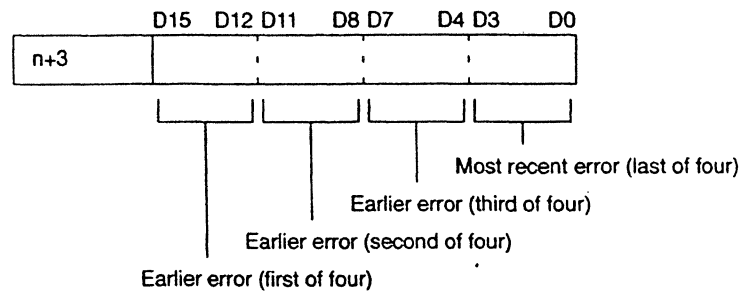 D15 D12 D11 D8 D7 D4 D3 D0
n+3
Most recent error (last of four)
Earlier error (third of four)
Earlier error (second of four)
Earlier error (first of four)